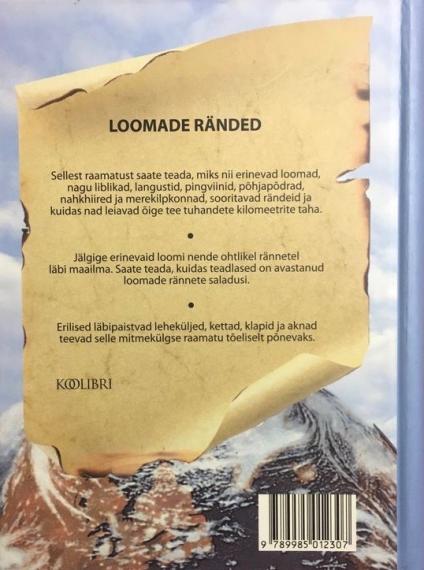 LOOMADE RÄNDED
Sellest raamatust saate teada, miks nii erinevad loomad,
nagu liblikad, langustid, pingviinid, põhjapõdrad,
nahkhiired ja merekilpkonnad, sooritavad rändeid ja
kuidas nad leiavad õige tee tuhandete kilomeetrite taha.
•
Jälgige erinevaid loomi nende ohtlikel rännetel
läbi maailma. Saate teada, kuidas teadlased on avastanud
loomade rännete saladusi.
•
Erilised läbipaistvad leheküljed, kettad, klapid ja aknad
teevad selle mitmekülgse raamatu tõeliselt põnevaks.
KOOLIBRI
9 789985 012307